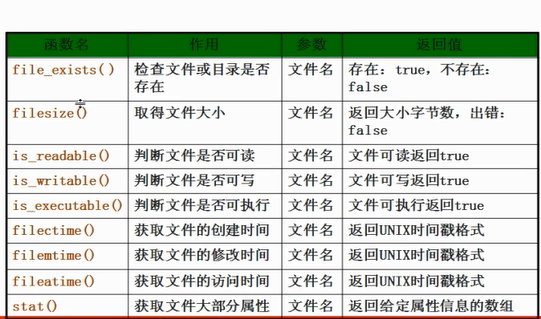 函数名 作用 参数 返回值
file_exists() 检查文件或目录是否 文件名 存在：true，不存在：
存在 false
filesize() 取得文件大小 文件名 返回大小字节数，出错：
false
is_readable() 判断文件是否可读 文件名 文件可读返回true
is_writable() 判断文件是否可写 文件名 文件可写返回true
is_executable() 判断文件是否可执行 文件名 文件可执行返回true
filectime() 获取文件的创建时间 文件名 返回UNIX时间戳格式
filemtime() 获取文件的修改时间 文件名 返回UNIX时间戳格式
fileatime() 获取文件的访问时间 文件名 返回UNIX时间戳格式
stat() 获取文件大部分属性 文件名 返回给定属性信息的数组